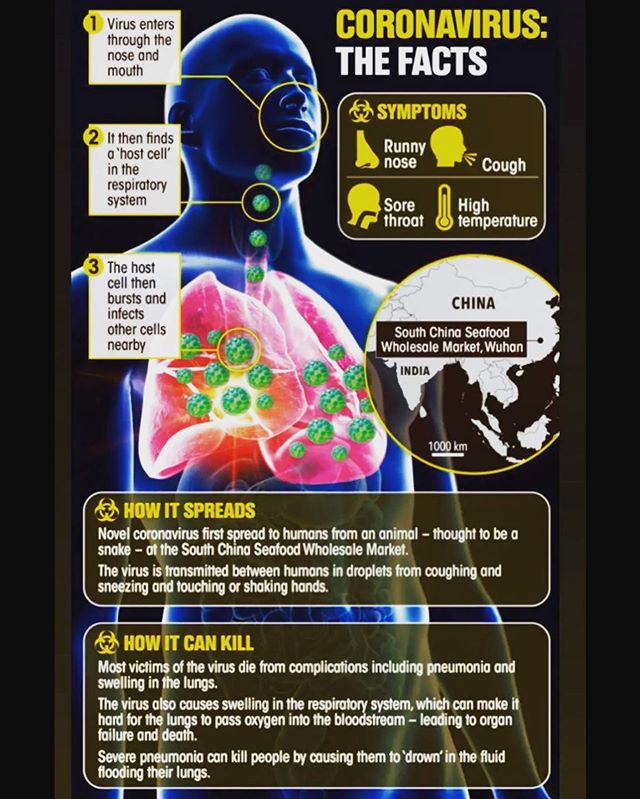 CORONAVIRUS:
THE FACTS
1 Virus enters
through the
nose and
mouth
2 It then finds
a 'host cell'
in the
respiratory
system
3 The host
cell then
bursts and
infects
other cells
nearby
SYMPTOMS
Runny
nose
Cough
Sore
throat
High
temperature
CHINA
South China Seafood
Wholesale Market, Wuhan
INDIA
1000 km
HOW IT SPREADS
Novel coronavirus first spread to humans from an animal – thought to be a
snake – at the South China Seafood Wholesale Market.
The virus is transmitted between humans in droplets from coughing and
sneezing and touching or shaking hands.
HOW IT CAN KILL
Most victims of the virus die from complications including pneumonia and
swelling in the lungs.
The virus also causes swelling in the respiratory system, which can make it
hard for the lungs to pass oxygen into the bloodstream – leading to organ
failure and death.
Severe pneumonia can kill people by causing them to 'drown' in the fluid
flooding their lungs.